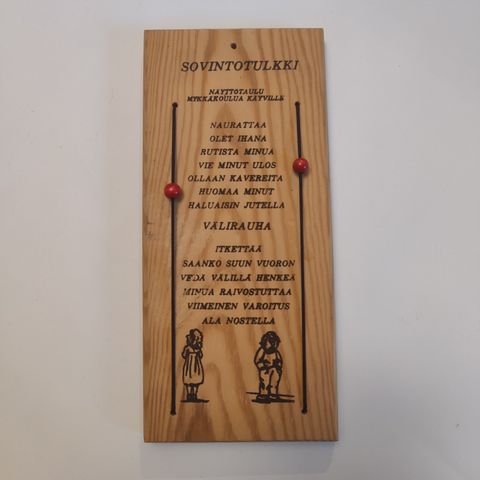 SOVINTOTULKKI
NÄYTTÖTAULU
MYKKÄKOULUA KÄYVILLE
NAURATTAA
OLET IHANA
RUTISTA MINUA
VIE MINUT ULOS
OLLAAN KAVEREITA
HUOMAA MINUT
HALUAISIN JUTELLA
VÄLIRAUHA
ITKETTÄÄ
SAANKO SUUN VUORON
VEDÄ VÄLILLÄ HENKEÄ
MINUA RAIVOSTUTTAA
VIIMEINEN VAROITUS
ALA NOSTELLA